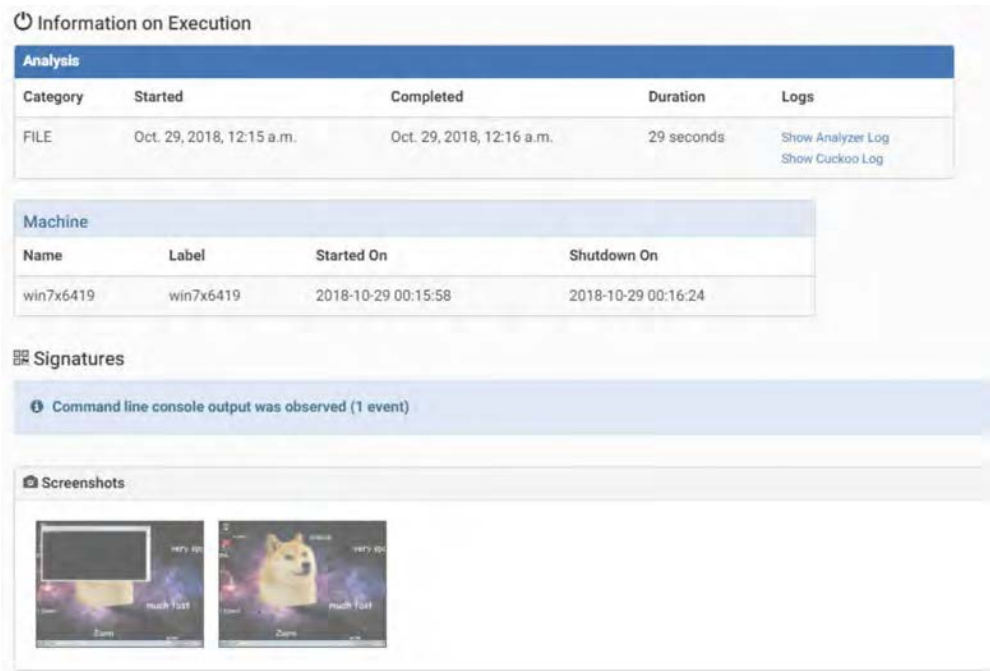 Information on Execution
Analysis
Category Started Completed Duration Logs
FILE Oct. 29, 2018, 12:15 a.m. Oct. 29, 2018, 12:16 a.m. 29 seconds Show Analyzer Log
Show Cuckoo Log
Machine
Name Label Started On Shutdown On
win7x6419 win7x6419 2018-10-29 00:15:58 2018-10-29 00:16:24
Signatures
Command line console output was observed (1 event)
Screenshots
very
much fast
very
much fast